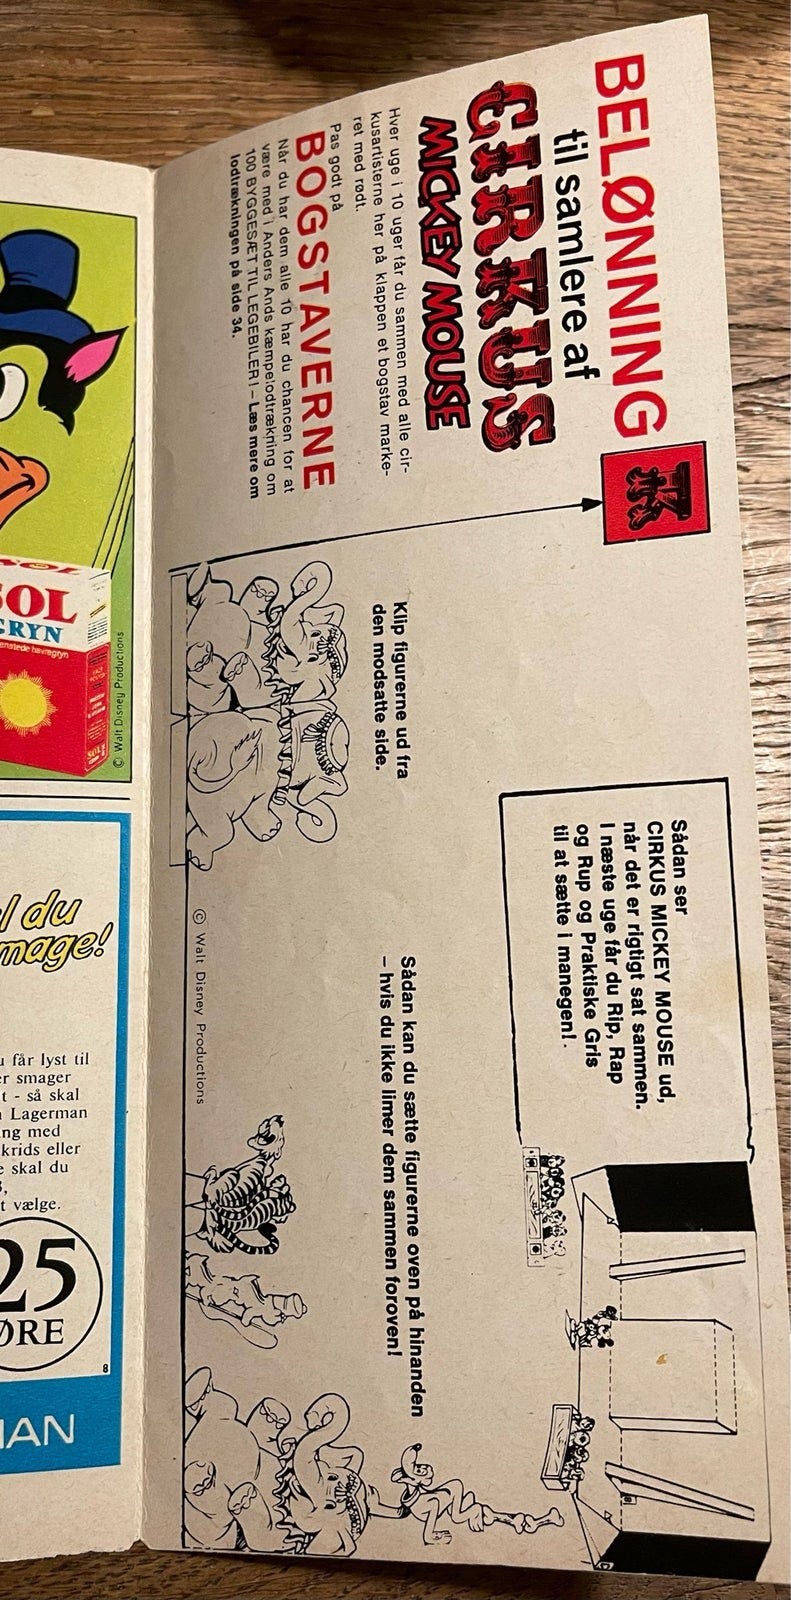 BELØNNING
til samlere af
CIRKUS
MICKEY MOUSE
Hver uge i 10 uger får du sammen med alle cir-
kusartisterne her på klappen et bogstav marke-
ret med rødt.
Pas godt på
BOGSTAVERNE
Når du har dem alle 10 har du chancen for at
være med i Anders Ands kæmpelodtrækning om
100 BYGGESÆT TIL LEGEBILER! – Læs mere om
lodtrækningen på side 34.
K
Klip figurerne ud fra
den modsatte side.
Sådan ser
CIRKUS MICKEY MOUSE ud,
når det er rigtigt sat sammen.
I næste uge får du Rip, Rap
og Rup og Praktiske Gris
til at sætte i manegen!.
Sådan kan du sætte figurerne oven på hinanden
– hvis du ikke limer dem sammen foroven!
© Walt Disney Productions
SOL
GRYN
© Walt Disney Productions
l du
mage!
u får lyst til
er smager
t - så skal
Lagerman
ng med
krids eller
e skal du
t vælge.
25
ØRE
8
MAN